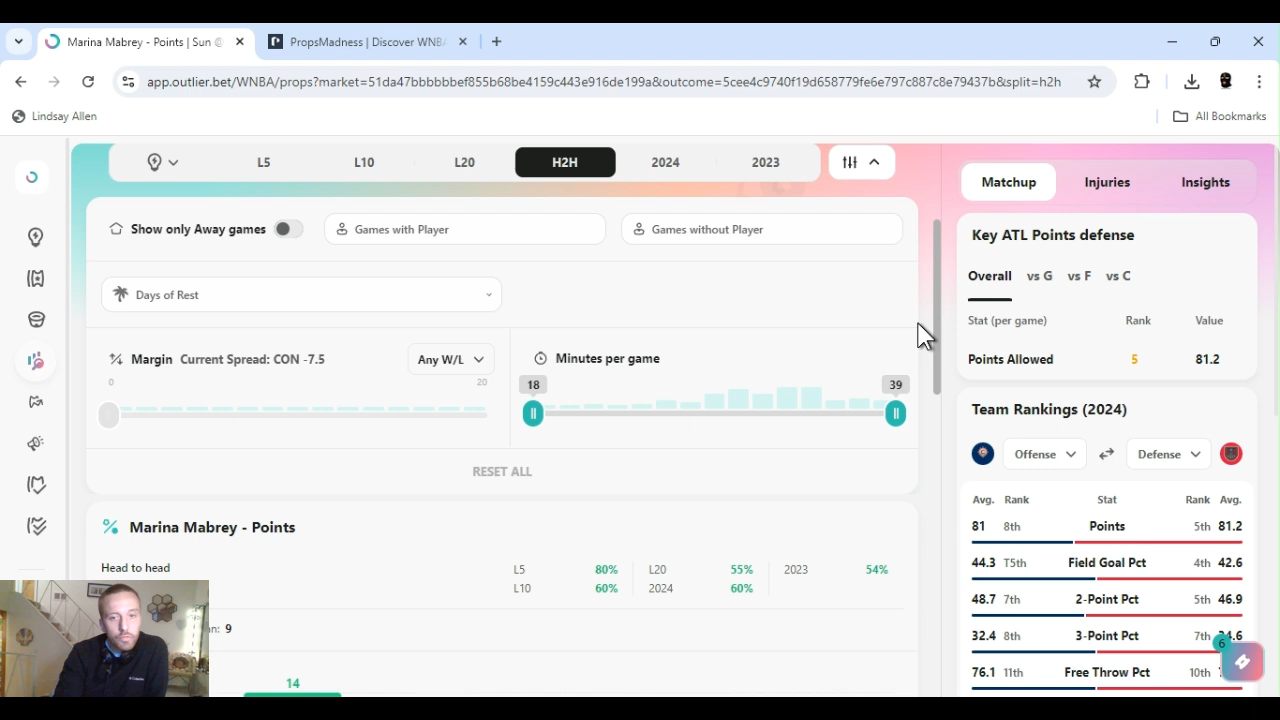 Marina Mabrey - Points | Sun @
PropsMadness | Discover WNBA
app.outlier.bet/WNBA/props?market=51da47bbbbbbef855b68be4159c443e916de199a&outcome=5cee4c9740f19d658779fe6e797c887c8e79437b&split=h2h
Lindsay Allen
All Bookmarks
L5 L10 L20 H2H 2024 2023
Show only Away games
Games with Player
Games without Player
Days of Rest
Margin Current Spread: CON -7.5
Any W/L
0 20
Minutes per game
18 39
RESET ALL
Marina Mabrey - Points
Head to head
L5 80% L20 55% 2023 54%
L10 60% 2024 60%
n: 9
14
Matchup Injuries Insights
Key ATL Points defense
Overall vs G vs F vs C
Stat (per game) Rank Value
Points Allowed 5 81.2
Team Rankings (2024)
Offense Defense
Avg. Rank Stat Rank Avg.
81 8th Points 5th 81.2
44.3 T5th Field Goal Pct 4th 42.6
48.7 7th 2-Point Pct 5th 46.9
32.4 8th 3-Point Pct 7th
6
76.1 11th Free Throw Pct 10th